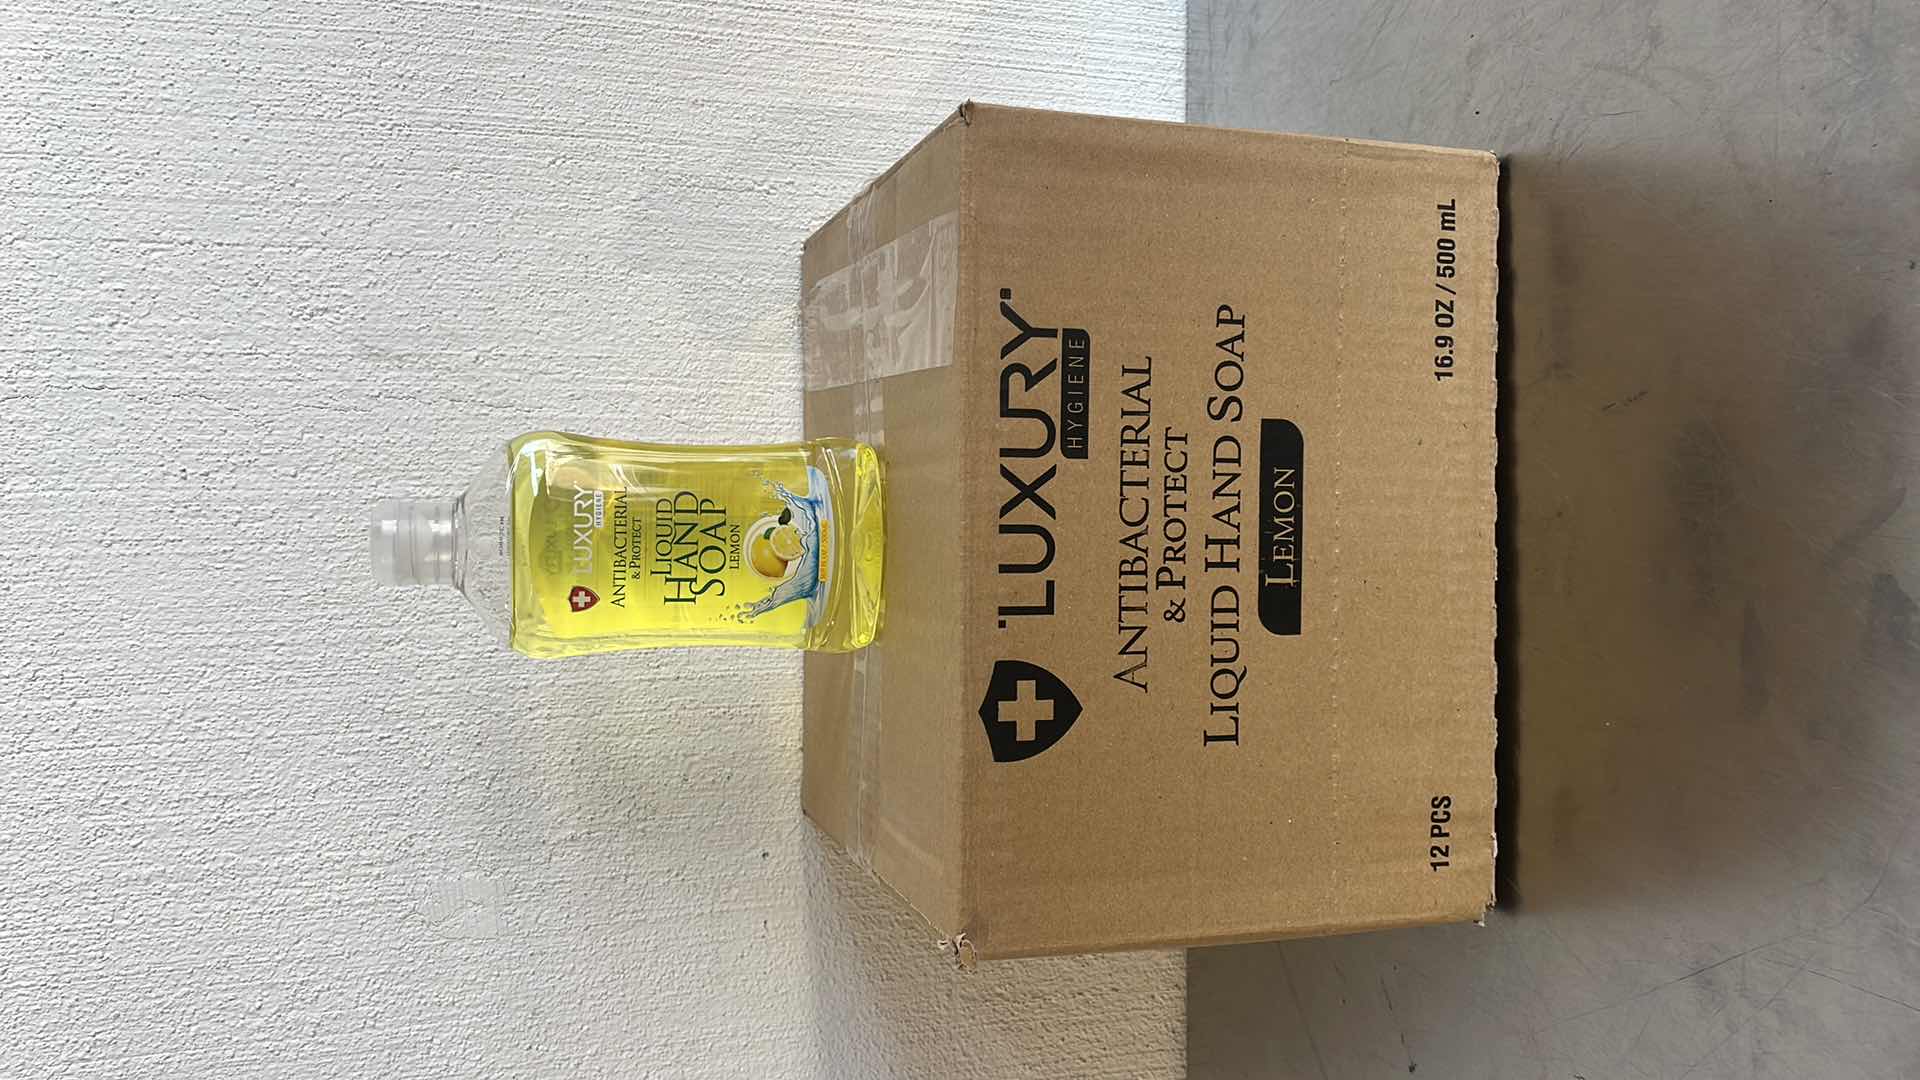 LUXURY
HYGIENE
ANTIBACTERIAL
& PROTECT
LIQUID
HAND
SOAP
LEMON
LUXURY
HYGIENE
ANTIBACTERIAL
& PROTECT
LIQUID HAND SOAP
LEMON
12 PCS
16.9 OZ / 500 mL